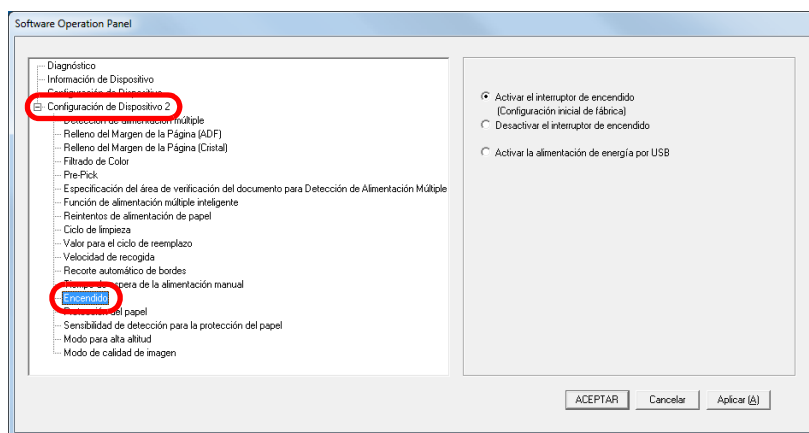 Software Operation Panel
Diagnóstico
Información de Dispositivo
Configuración de Dispositivo
Configuración de Dispositivo 2
Detección de alimentación múltiple
Relleno del Margen de la Página (ADF)
Relleno del Margen de la Página (Cristal)
Filtrado de Color
Pre-Pick
Especificación del área de verificación del documento para Detección de Alimentación Múltiple
Función de alimentación múltiple inteligente
Reintentos de alimentación de papel
Ciclo de limpieza
Valor para el ciclo de reemplazo
Velocidad de recogida
Recorte automático de bordes
Tiempo de espera de la alimentación manual
Encendido
Protección del papel
Sensibilidad de detección para la protección del papel
Modo para alta altitud
Modo de calidad de imagen
Activar el interruptor de encendido
(Configuración inicial de fábrica)
Desactivar el interruptor de encendido
Activar la alimentación de energía por USB
ACEPTAR
Cancelar
Aplicar (A)